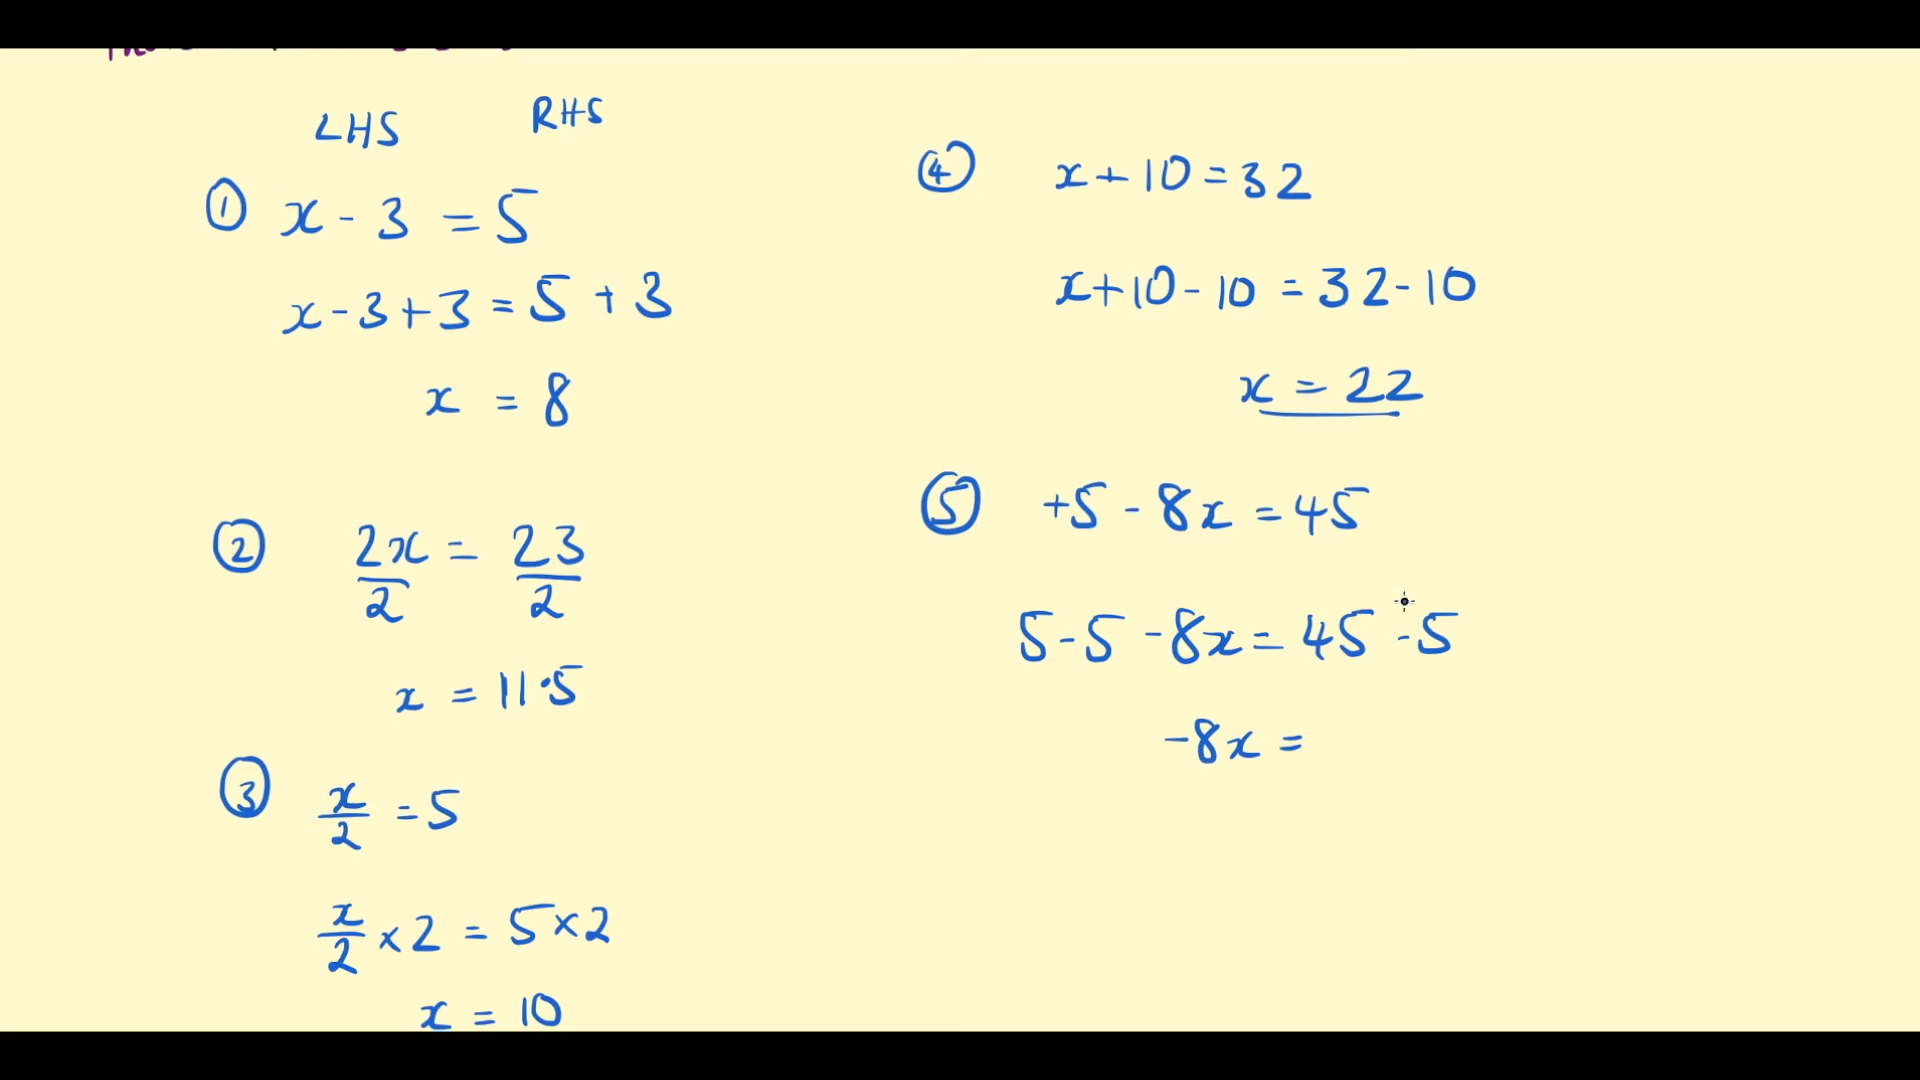 LHS RHS
① x - 3 = 5
x - 3 + 3 = 5 + 3
x = 8
② 2x/2 = 23/2
x = 11·5
③ x/2 = 5
x/2 × 2 = 5 × 2
x = 10
④ x + 10 = 32
x + 10 - 10 = 32 - 10
x = 22
⑤ +5 - 8x = 45
5 - 5 - 8x = 45 - 5
-8x =